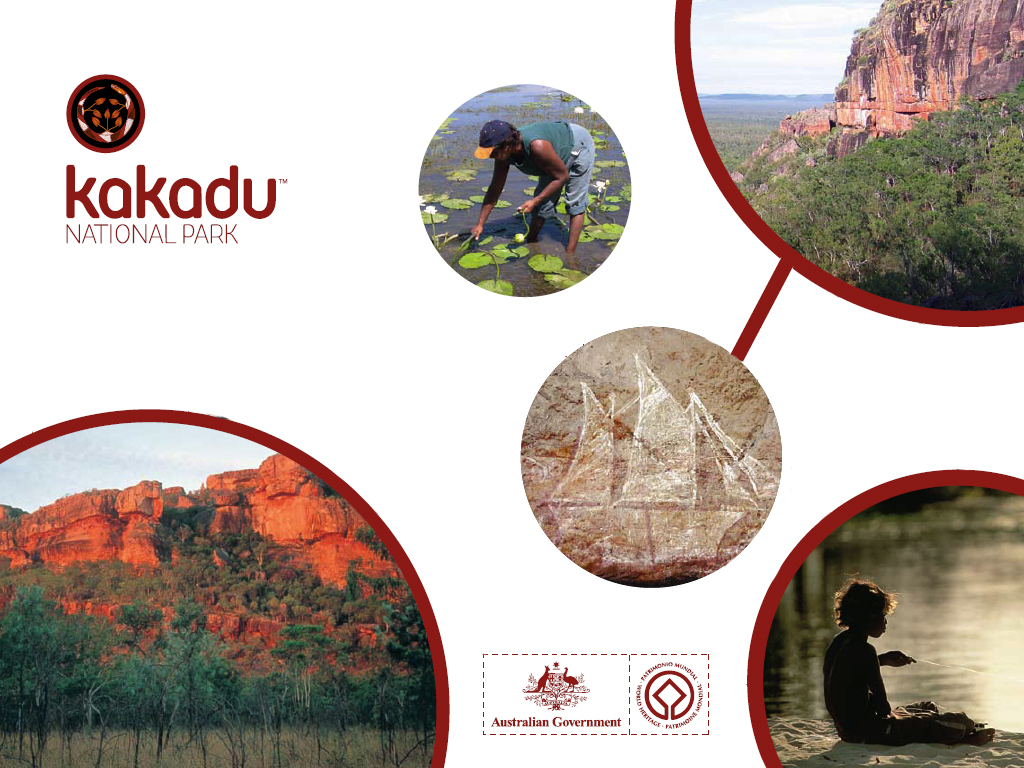 kakadu™
NATIONAL PARK
Australian Government
WORLD HERITAGE · PATRIMONIO MUNDIAL · PATRIMOINE MONDIAL ·